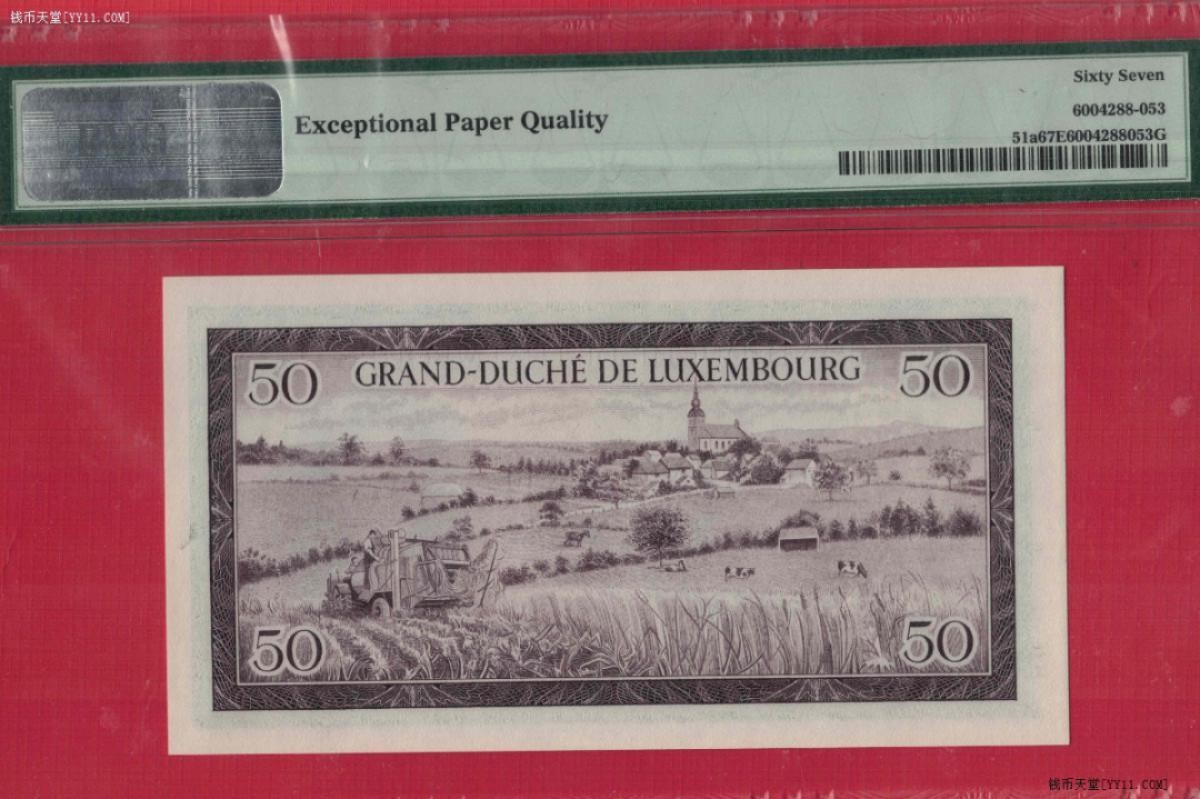 钱币天堂[YY11.COM]
Exceptional Paper Quality
Sixty Seven
6004288-053
51a67E6004288053G
50 GRAND-DUCHÉ DE LUXEMBOURG 50
50 50
钱币天堂[YY11.COM]